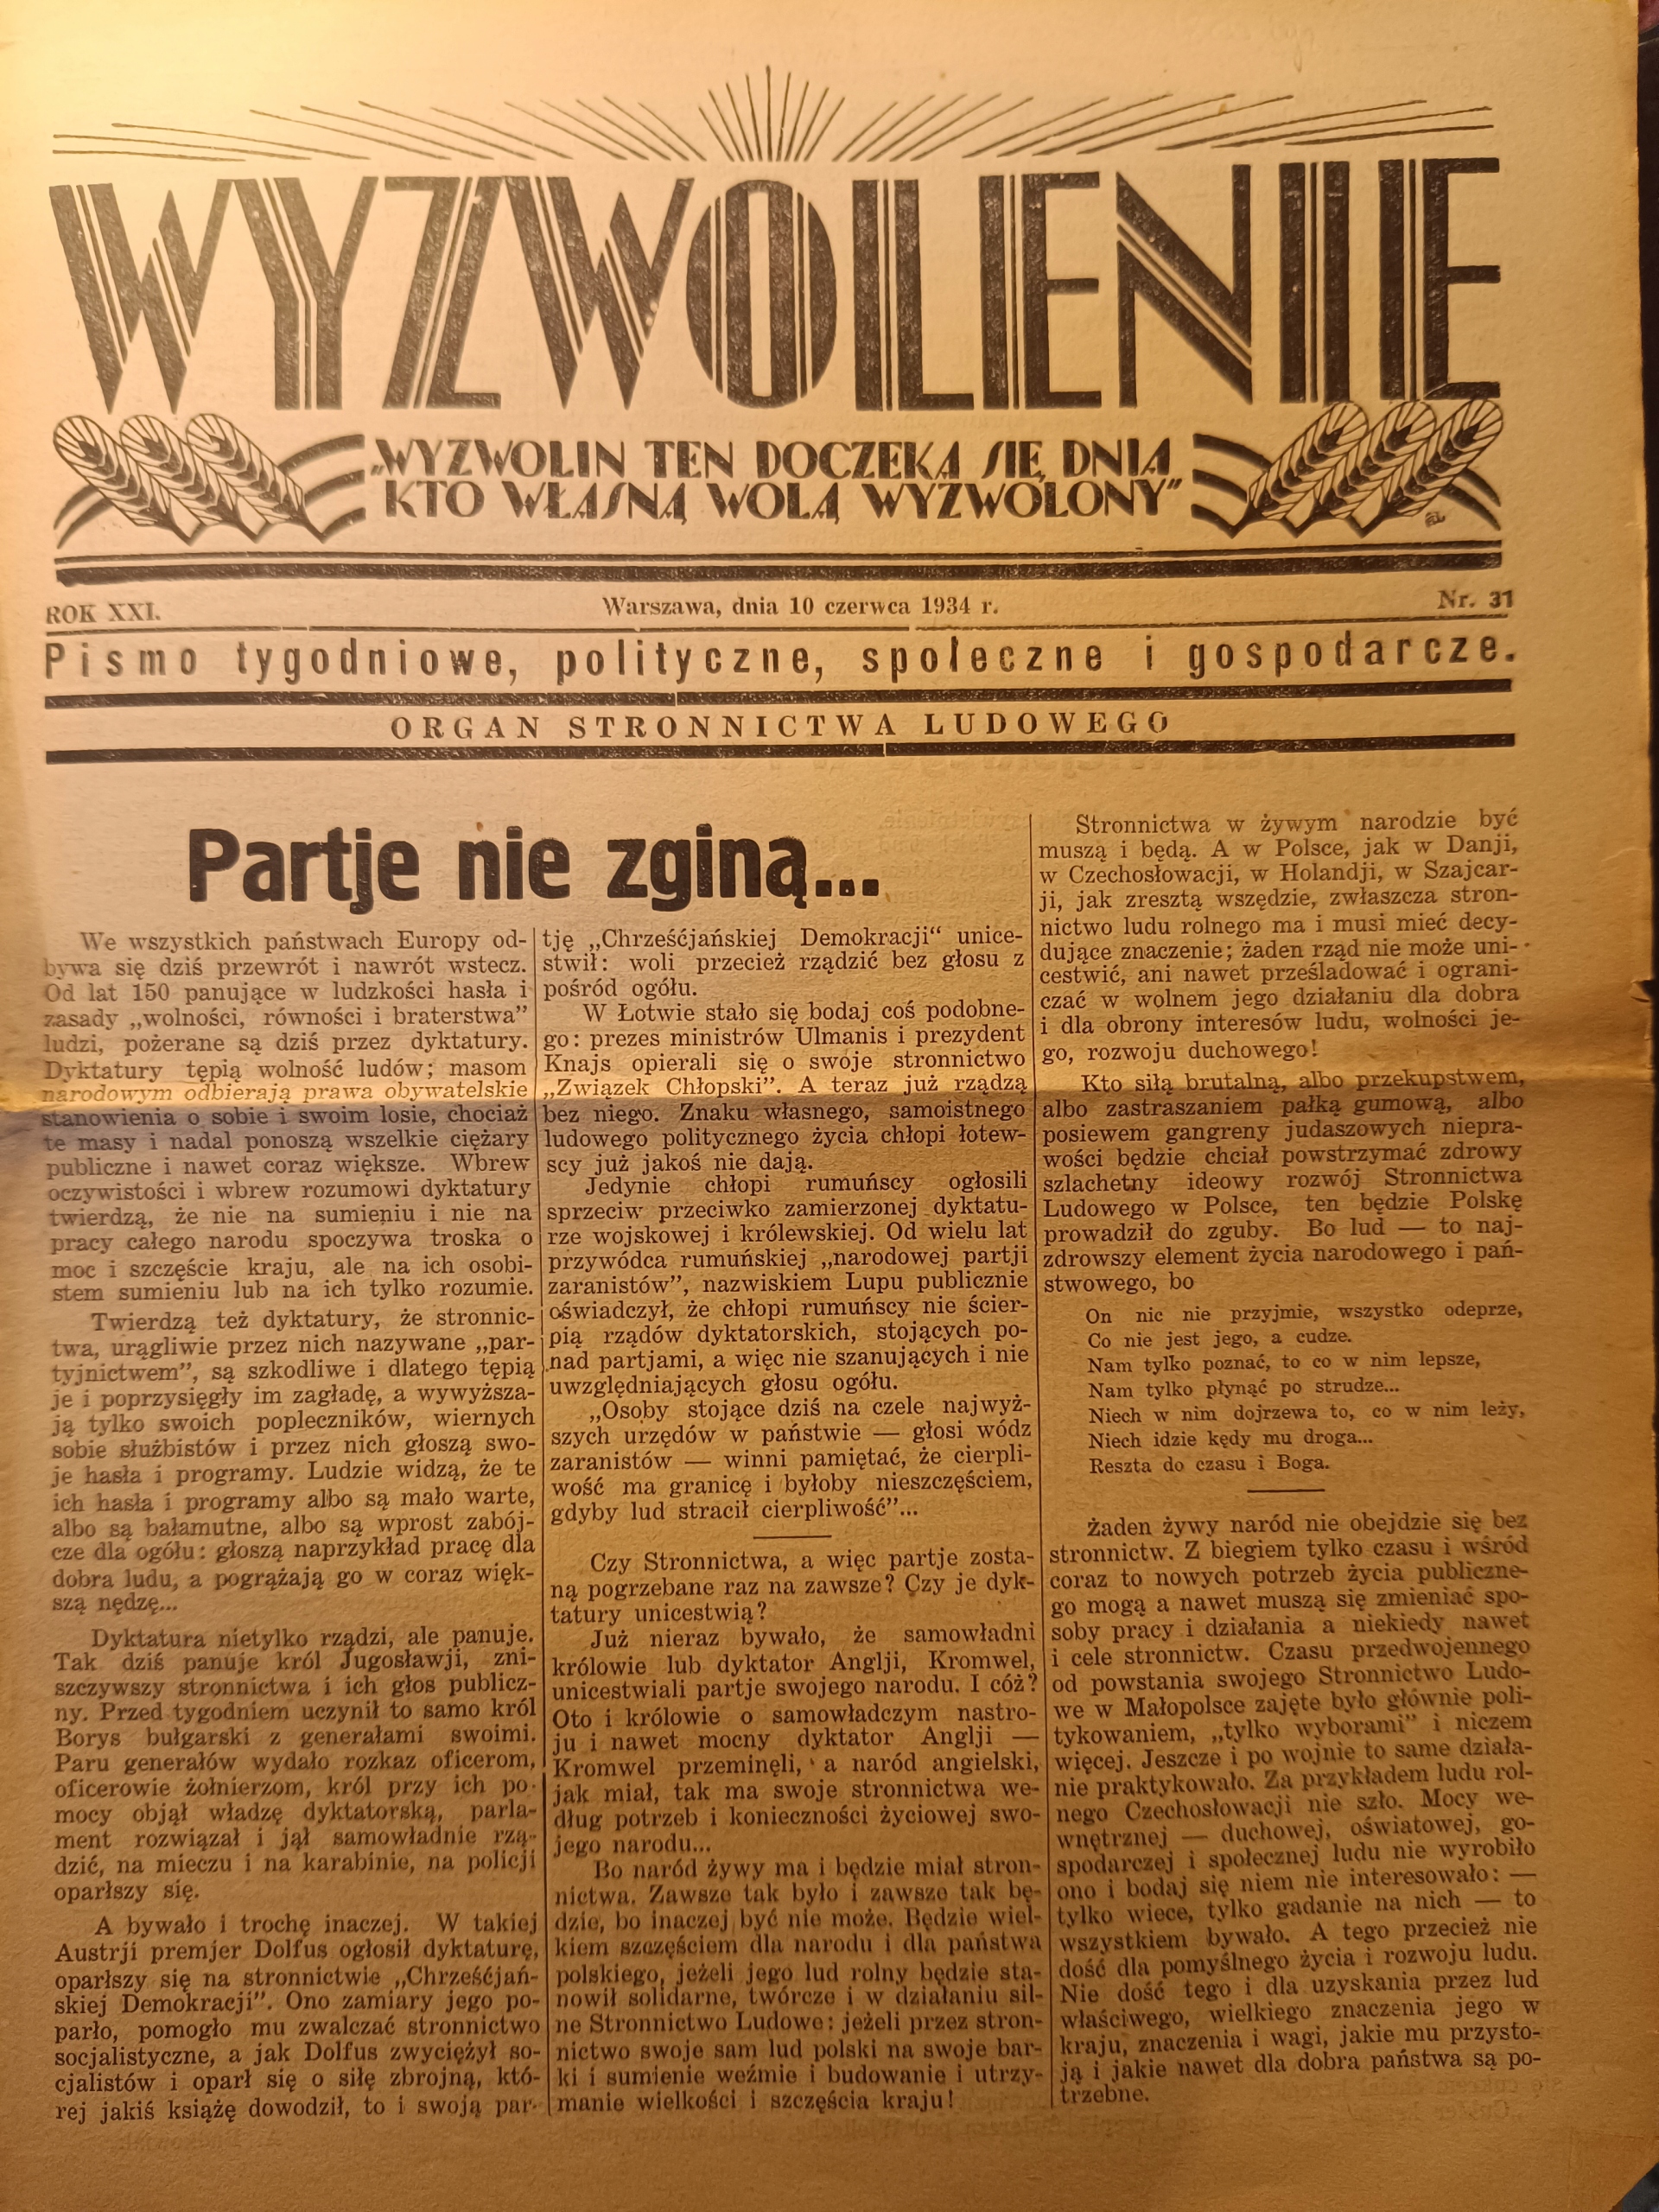 WYZWOLENIE
„WYZWOLIN TEN DOCZEKA SIĘ DNIA
KTO WŁASNĄ WOLĄ WYZWOLONY"
ROK XXI.
Warszawa, dnia 10 czerwca 1934 r.
Nr. 31
Pismo tygodniowe, polityczne, społeczne i gospodarcze.
ORGAN STRONNICTWA LUDOWEGO
Partje nie zginą...
We wszystkich państwach Europy od-
bywa się dziś przewrót i nawrót wstecz.
Od lat 150 panujące w ludzkości hasła i
zasady „wolności, równości i braterstwa”
ludzi, pożerane są dziś przez dyktatury.
Dyktatury tępią wolność ludów; masom
narodowym odbierają prawa obywatelskie
stanowienia o sobie i swoim losie, chociaż
te masy i nadal ponoszą wszelkie ciężary
publiczne i nawet coraz większe. Wbrew
oczywistości i wbrew rozumowi dyktatury
twierdzą, że nie na sumieniu i nie na
pracy całego narodu spoczywa troska o
moc i szczęście kraju, ale na ich osobi-
stem sumieniu lub na ich tylko rozumie.
Twierdzą też dyktatury, że stronnic-
twa, urągliwie przez nich nazywane „par-
tyjnictwem”, są szkodliwe i dlatego tępią
je i poprzysięgły im zagładę, a wywyższa-
ją tylko swoich popleczników, wiernych
sobie służbistów i przez nich głoszą swo-
je hasła i programy. Ludzie widzą, że te
ich hasła i programy albo są mało warte,
albo są bałamutne, albo są wprost zabój-
cze dla ogółu: głoszą naprzykład pracę dla
dobra ludu, a pogrążają go w coraz więk-
szą nędzę...
Dyktatura nietylko rządzi, ale panuje.
Tak dziś panuje król Jugosławji, zni-
szczywszy stronnictwa i ich głos publicz-
ny. Przed tygodniem uczynił to samo król
Borys bułgarski z generałami swoimi.
Paru generałów wydało rozkaz oficerom,
oficerowie żołnierzom, król przy ich po-
mocy objął władzę dyktatorską, parla-
ment rozwiązał i jął samowładnie rzą-
dzić, na mieczu i na karabinie, na policji
oparłszy się.
A bywało i trochę inaczej. W takiej
Austrji premjer Dolfus ogłosił dyktaturę,
oparłszy się na stronnictwie „Chrześćjań-
skiej Demokracji”. Ono zamiary jego po-
parło, pomogło mu zwalczać stronnictwo
socjalistyczne, a jak Dolfus zwyciężył so-
cjalistów i oparł się o siłę zbrojną, któ-
rej jakiś książę dowodził, to i swoją par-
tję „Chrześćjańskiej Demokracji“ unice-
stwił: woli przecież rządzić bez głosu z
pośród ogółu.
W Łotwie stało się bodaj coś podobne-
go: prezes ministrów Ulmanis i prezydent
Knajs opierali się o swoje stronnictwo
„Związek Chłopski”. A teraz już rządzą
bez niego. Znaku własnego, samoistnego
ludowego politycznego życia chłopi łotew-
scy już jakoś nie dają.
Jedynie chłopi rumuńscy ogłosili
sprzeciw przeciwko zamierzonej dyktatu-
rze wojskowej i królewskiej. Od wielu lat
przywódca rumuńskiej „narodowej partji
zaranistów”, nazwiskiem Lupu publicznie
oświadczył, że chłopi rumuńscy nie ścier-
pią rządów dyktatorskich, stojących po-
nad partjami, a więc nie szanujących i nie
uwzględniających głosu ogółu.
„Osoby stojące dziś na czele najwyż-
szych urzędów w państwie — głosi wódz
zaranistów — winni pamiętać, że cierpli-
wość ma granicę i byłoby nieszczęściem,
gdyby lud stracił cierpliwość”...
Czy Stronnictwa, a więc partje zosta-
ną pogrzebane raz na zawsze? Czy je dyk-
tatury unicestwią?
Już nieraz bywało, że samowładni
królowie lub dyktator Anglji, Kromwel,
unicestwiali partje swojego narodu. I cóż?
Oto i królowie o samowładczym nastro-
ju i nawet mocny dyktator Anglji —
Kromwel przeminęli, a naród angielski,
jak miał, tak ma swoje stronnictwa we-
dług potrzeb i konieczności życiowej swo-
jego narodu...
Bo naród żywy ma i będzie miał stron-
nictwa. Zawsze tak było i zawsze tak bę-
dzie, bo inaczej być nie może. Będzie wiel-
kiem szczęściem dla narodu i dla państwa
polskiego, jeżeli jego lud rolny będzie sta-
nowił solidarne, twórcze i w działaniu sil-
ne Stronnictwo Ludowe: jeżeli przez stron-
nictwo swoje sam lud polski na swoje bar-
ki i sumienie weźmie i budowanie i utrzy-
manie wielkości i szczęścia kraju!
Stronnictwa w żywym narodzie być
muszą i będą. A w Polsce, jak w Danji,
w Czechosłowacji, w Holandji, w Szajcar-
ji, jak zresztą wszędzie, zwłaszcza stron-
nictwo ludu rolnego ma i musi mieć decy-
dujące znaczenie; żaden rząd nie może uni-
cestwić, ani nawet prześladować i ograni-
czać w wolnem jego działaniu dla dobra
i dla obrony interesów ludu, wolności je-
go, rozwoju duchowego!
Kto siłą brutalną, albo przekupstwem,
albo zastraszaniem pałką gumową, albo
posiewem gangreny judaszowych niepra-
wości będzie chciał powstrzymać zdrowy
szlachetny ideowy rozwój Stronnictwa
Ludowego w Polsce, ten będzie Polskę
prowadził do zguby. Bo lud — to naj-
zdrowszy element życia narodowego i pań-
stwowego, bo
On nic nie przyjmie, wszystko odeprze,
Co nie jest jego, a cudze.
Nam tylko poznać, to co w nim lepsze,
Nam tylko płynąć po strudze...
Niech w nim dojrzewa to, co w nim leży,
Niech idzie kędy mu droga...
Reszta do czasu i Boga.
Żaden żywy naród nie obejdzie się bez
stronnictw. Z biegiem tylko czasu i wśród
coraz to nowych potrzeb życia publiczne-
go mogą a nawet muszą się zmieniać spo-
soby pracy i działania a niekiedy nawet
i cele stronnictw. Czasu przedwojennego
od powstania swojego Stronnictwo Ludo-
we w Małopolsce zajęte było głównie poli-
tykowaniem, „tylko wyborami” i niczem
więcej. Jeszcze i po wojnie to same działa-
nie praktykowało. Za przykładem ludu rol-
nego Czechosłowacji nie szło. Mocy we-
wnętrznej — duchowej, oświatowej, go-
spodarczej i społecznej ludu nie wyrobiło
ono i bodaj się niem nie interesowało: —
tylko wiece, tylko gadanie na nich — to
wszystkiem bywało. A tego przecież nie
dość dla pomyślnego życia i rozwoju ludu.
Nie dość tego i dla uzyskania przez lud
właściwego, wielkiego znaczenia jego w
kraju, znaczenia i wagi, jakie mu przysto-
ją i jakie nawet dla dobra państwa są po-
trzebne.